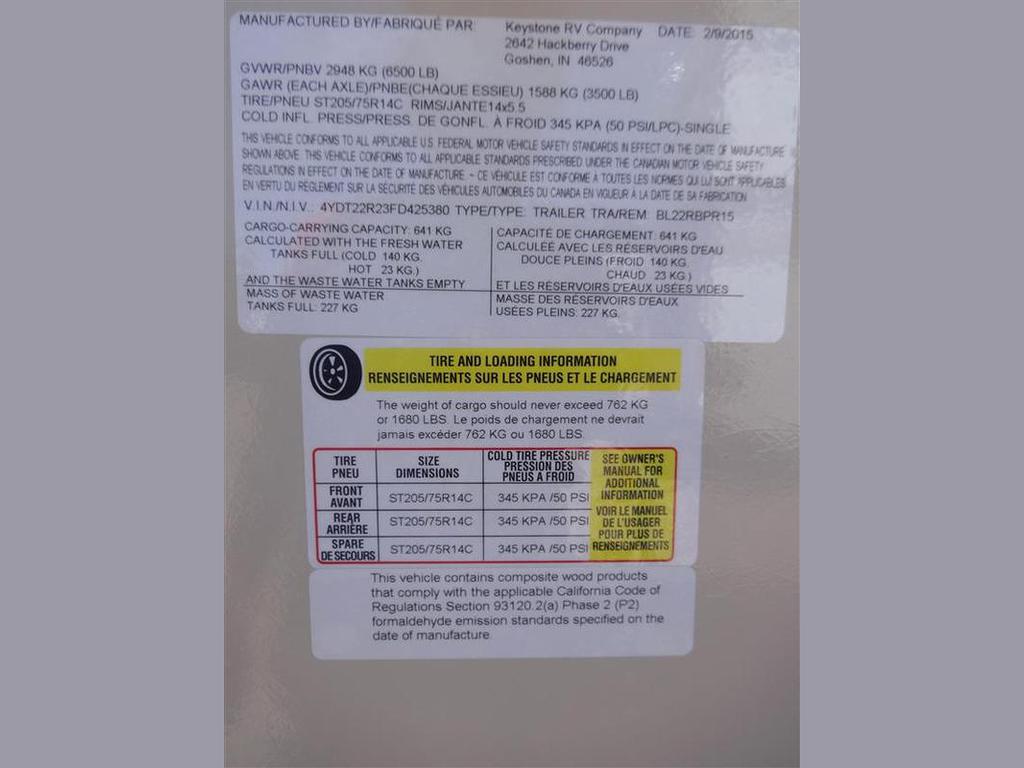 MANUFACTURED BY/FABRIQUÉ PAR: Keystone RV Company DATE: 2/9/2015
2642 Hackberry Drive
Goshen, IN 46526
GVWR/PNBV 2948 KG (6500 LB)
GAWR (EACH AXLE)/PNBE(CHAQUE ESSIEU) 1588 KG (3500 LB)
TIRE/PNEU ST205/75R14C RIMS/JANTE14x5.5
COLD INFL. PRESS/PRESS. DE GONFL. À FROID 345 KPA (50 PSI/LPC)-SINGLE
THIS VEHICLE CONFORMS TO ALL APPLICABLE U.S. FEDERAL MOTOR VEHICLE SAFETY STANDARDS IN EFFECT ON THE DATE OF MANUFACTURE
SHOWN ABOVE. THIS VEHICLE CONFORMS TO ALL APPLICABLE STANDARDS PRESCRIBED UNDER THE CANADIAN MOTOR VEHICLE SAFETY
REGULATIONS IN EFFECT ON THE DATE OF MANUFACTURE. - CE VÉHICULE EST CONFORME À TOUTES LES NORMES QUI LUI SONT APPLICABLES
EN VERTU DU RÈGLEMENT SUR LA SÉCURITÉ DES VÉHICULES AUTOMOBILES DU CANADA EN VIGUEUR À LA DATE DE SA FABRICATION
V.I.N./N.I.V.: 4YDT22R23FD425380 TYPE/TYPE: TRAILER TRA/REM: BL22RBPR15
CARGO-CARRYING CAPACITY: 641 KG
CALCULATED WITH THE FRESH WATER
TANKS FULL (COLD 140 KG.
HOT 23 KG.)
AND THE WASTE WATER TANKS EMPTY
MASS OF WASTE WATER
TANKS FULL: 227 KG
CAPACITÉ DE CHARGEMENT: 641 KG
CALCULÉE AVEC LES RÉSERVOIRS D'EAU
DOUCE PLEINS (FROID 140 KG.
CHAUD 23 KG.)
ET LES RÉSERVOIRS D'EAUX USÉES VIDES
MASSE DES RÉSERVOIRS D'EAUX
USÉES PLEINS: 227 KG.
TIRE AND LOADING INFORMATION
RENSEIGNEMENTS SUR LES PNEUS ET LE CHARGEMENT
The weight of cargo should never exceed 762 KG
or 1680 LBS. Le poids de chargement ne devrait
jamais excéder 762 KG ou 1680 LBS.
TIRE
PNEU
SIZE
DIMENSIONS
COLD TIRE PRESSURE
PRESSION DES
PNEUS A FROID
FRONT
AVANT
ST205/75R14C 345 KPA /50 PSI
REAR
ARRIÈRE
ST205/75R14C 345 KPA /50 PSI
SPARE
DE SECOURS
ST205/75R14C 345 KPA /50 PSI
SEE OWNER'S
MANUAL FOR
ADDITIONAL
INFORMATION
VOIR LE MANUEL
DE L'USAGER
POUR PLUS DE
RENSEIGNEMENTS
This vehicle contains composite wood products
that comply with the applicable California Code of
Regulations Section 93120.2(a) Phase 2 (P2)
formaldehyde emission standards specified on the
date of manufacture.